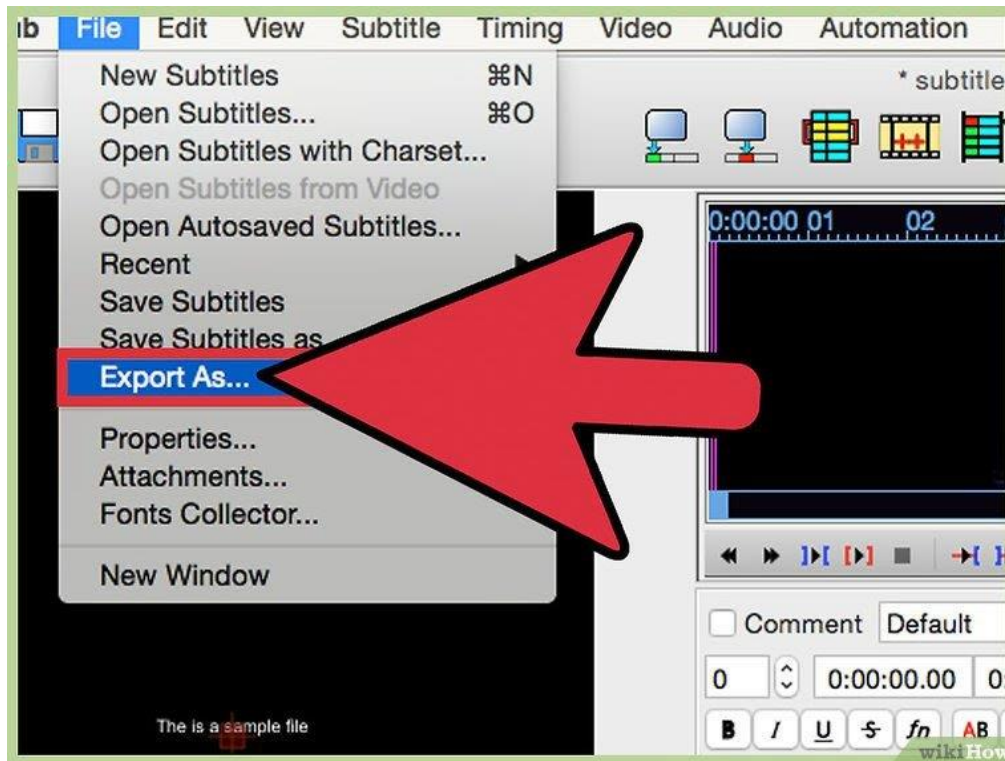 ub File Edit View Subtitle Timing Video Audio Automation
* subtitle
New Subtitles ⌘N
Open Subtitles... ⌘O
Open Subtitles with Charset...
Open Subtitles from Video
Open Autosaved Subtitles...
Recent
Save Subtitles
Save Subtitles as
Export As...
Properties...
Attachments...
Fonts Collector...
New Window
0:00:00 01 02
Comment Default
0 0:00:00.00 0:
B I U S fn AB
The is a sample file
wikiHow